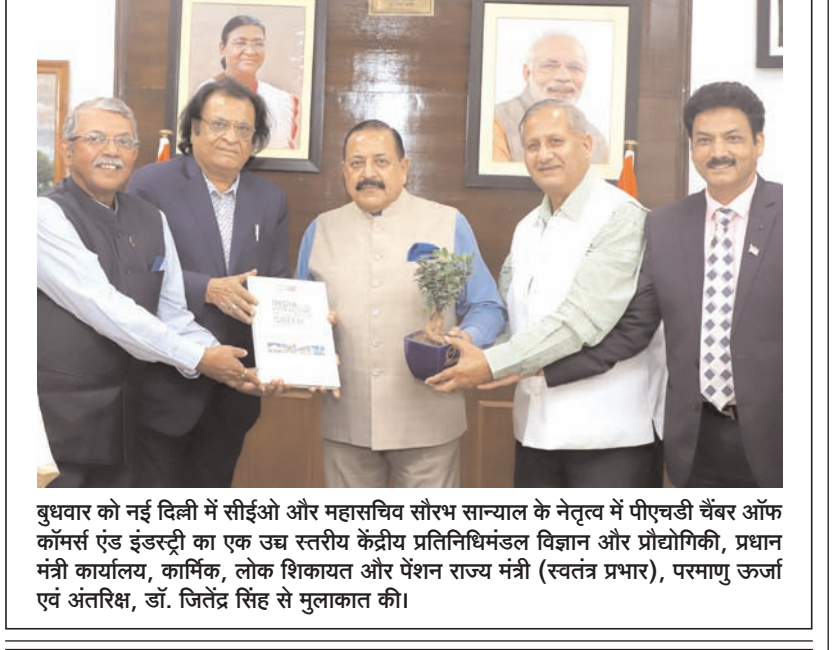 INDIA
बुधवार को नई दिल्ली में सीईओ और महासचिव सौरभ सान्याल के नेतृत्व में पीएचडी चैंबर ऑफ
कॉमर्स एंड इंडस्ट्री का एक उच्च स्तरीय केंद्रीय प्रतिनिधिमंडल विज्ञान और प्रौद्योगिकी, प्रधान
मंत्री कार्यालय, कार्मिक, लोक शिकायत और पेंशन राज्य मंत्री (स्वतंत्र प्रभार), परमाणु ऊर्जा
एवं अंतरिक्ष, डॉ. जितेंद्र सिंह से मुलाकात की।